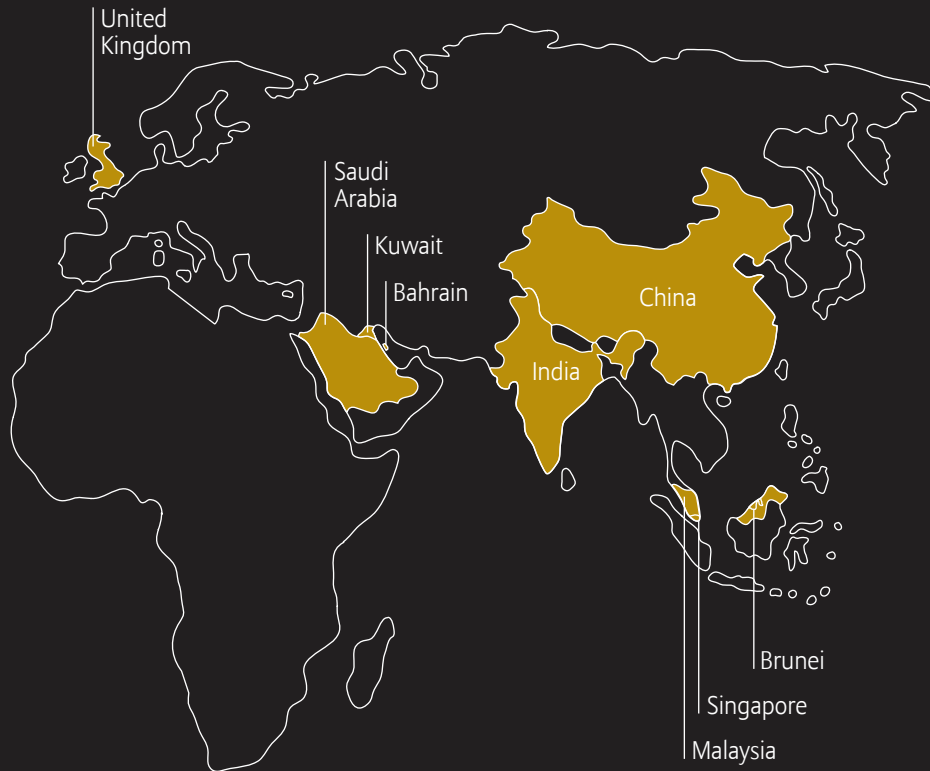 United
Kingdom
Saudi
Arabia
Kuwait
Bahrain
China
India
Brunei
Singapore
Malaysia